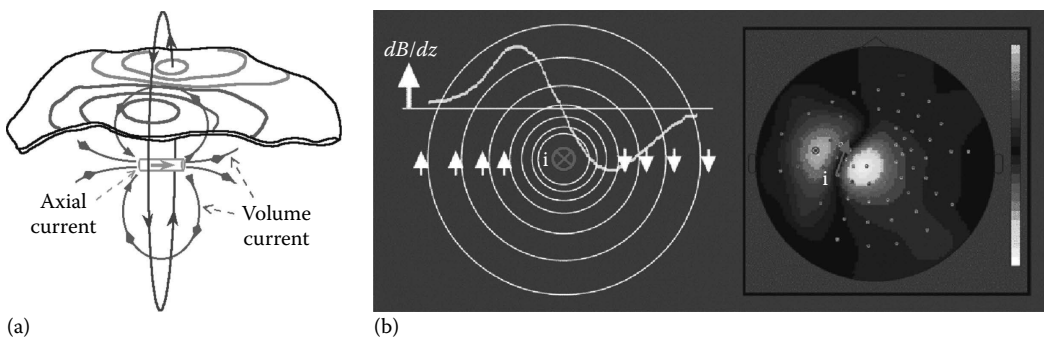 Axial
current
Volume
current
(a)
dB/dz
i
i
(b)